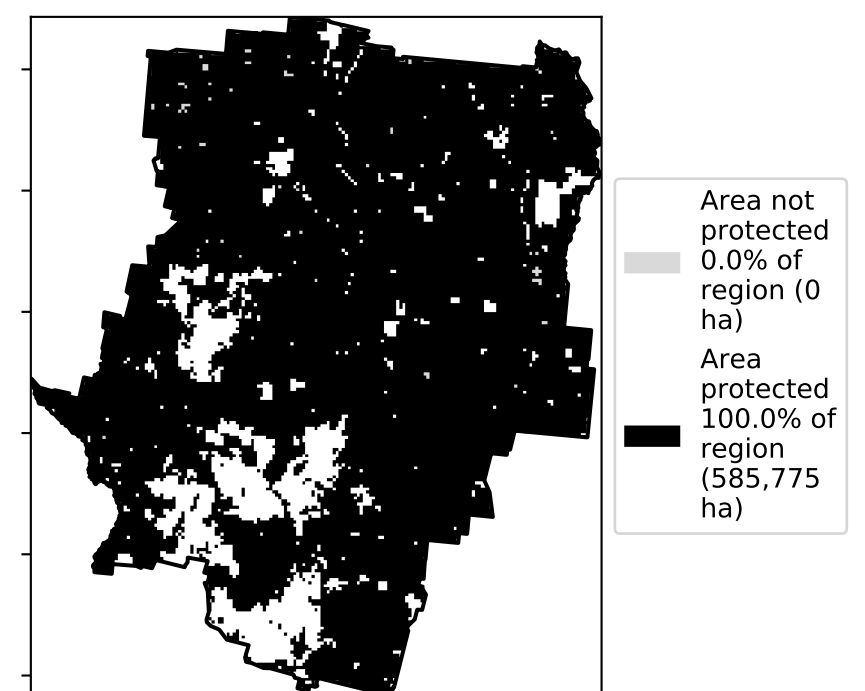 Area not
protected
0.0% of
region (0
ha)
Area
protected
100.0% of
region
(585,775
ha)